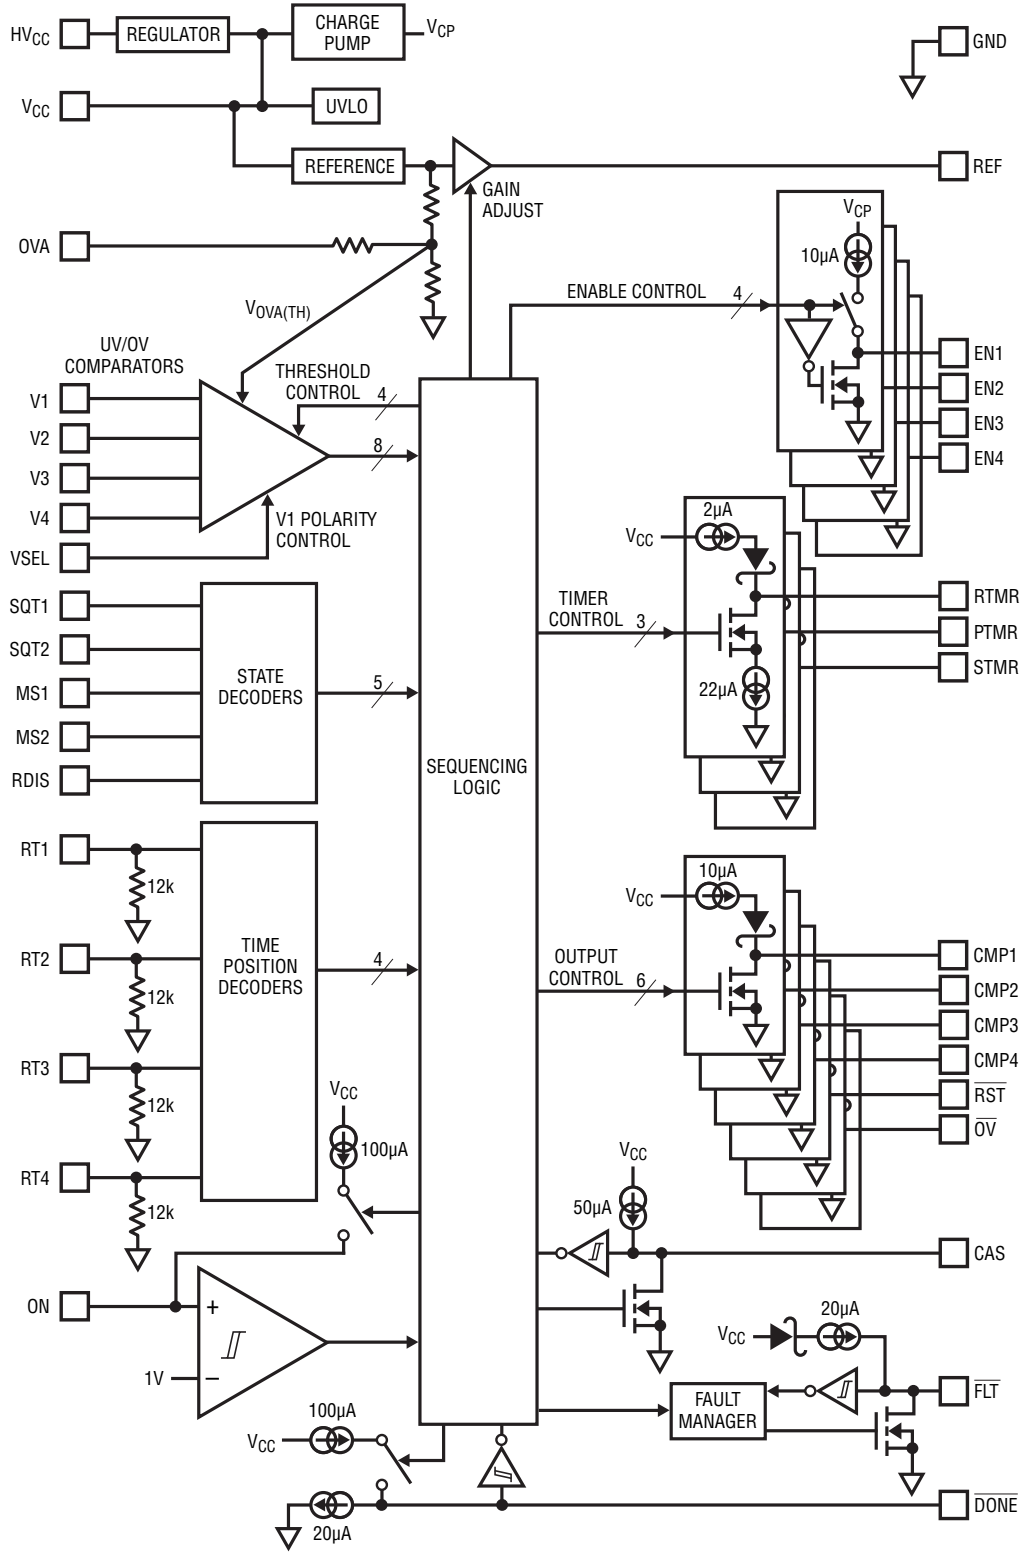 HVCC
REGULATOR
CHARGE
PUMP
VCP
GND
VCC
UVLO
REFERENCE
REF
GAIN
ADJUST
OVA
VOVA(TH)
VCP
10µA
ENABLE CONTROL
4
EN1
EN2
EN3
EN4
UV/OV
COMPARATORS
THRESHOLD
CONTROL
4
8
V1
V2
V3
V4
VSEL
V1 POLARITY
CONTROL
2µA
VCC
TIMER
CONTROL
3
22µA
RTMR
PTMR
STMR
SQT1
SQT2
MS1
MS2
RDIS
STATE
DECODERS
5
SEQUENCING
LOGIC
RT1
12k
RT2
12k
RT3
12k
RT4
12k
TIME
POSITION
DECODERS
4
10µA
VCC
OUTPUT
CONTROL
6
CMP1
CMP2
CMP3
CMP4
RST
OV
VCC
100µA
VCC
50µA
CAS
ON
+
1V
−
20µA
VCC
FLT
FAULT
MANAGER
100µA
VCC
20µA
DONE